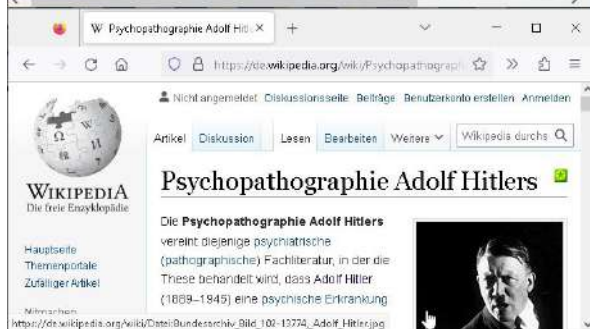 W Psychopathographie Adolf Hitl
https://de.wikipedia.org/wiki/Psychopathograph
Nicht angemeldet Diskussionsseite Beiträge Benutzerkonto erstellen Anmelden
Artikel Diskussion Lesen Bearbeiten Weitere Wikipedia durchs
WIKIPEDIA
Die freie Enzyklopädie
Psychopathographie Adolf Hitlers
Die Psychopathographie Adolf Hitlers
vereint diejenige psychiatrische
(pathographische) Fachliteratur, in der die
These behandelt wird, dass Adolf Hitler
(1889–1945) eine psychische Erkrankung
Hauptseite
Themenportale
Zufälliger Artikel
Mitmachen
https://de.wikipedia.org/wiki/Datei:Bundesarchiv_Bild_102-13774,_Adolf_Hitler.jpg